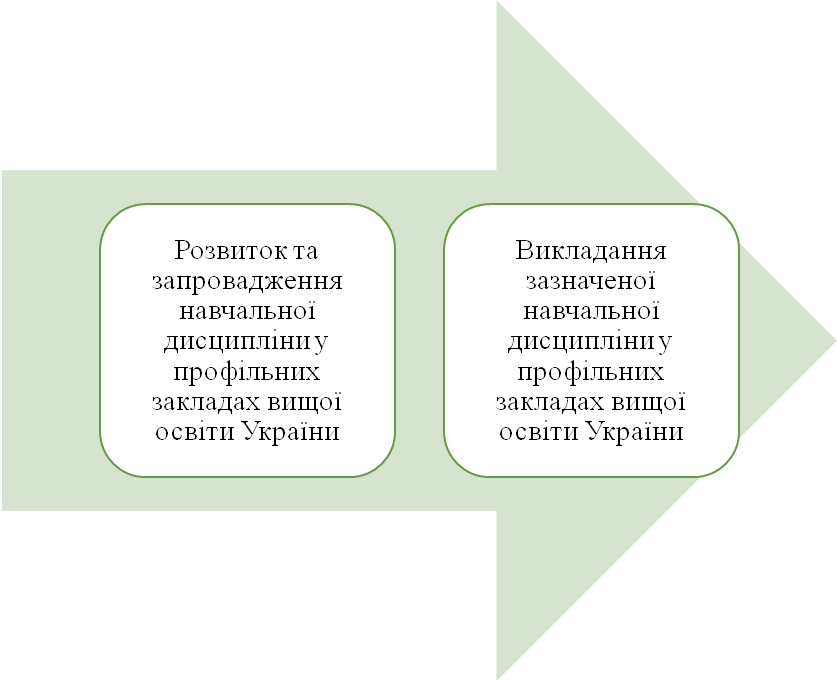 Розвиток та
запровадження
навчальної
дисципліни у
профільних
закладах вищої
освіти України
Викладання
зазначеної
навчальної
дисципліни у
профільних
закладах вищої
освіти України